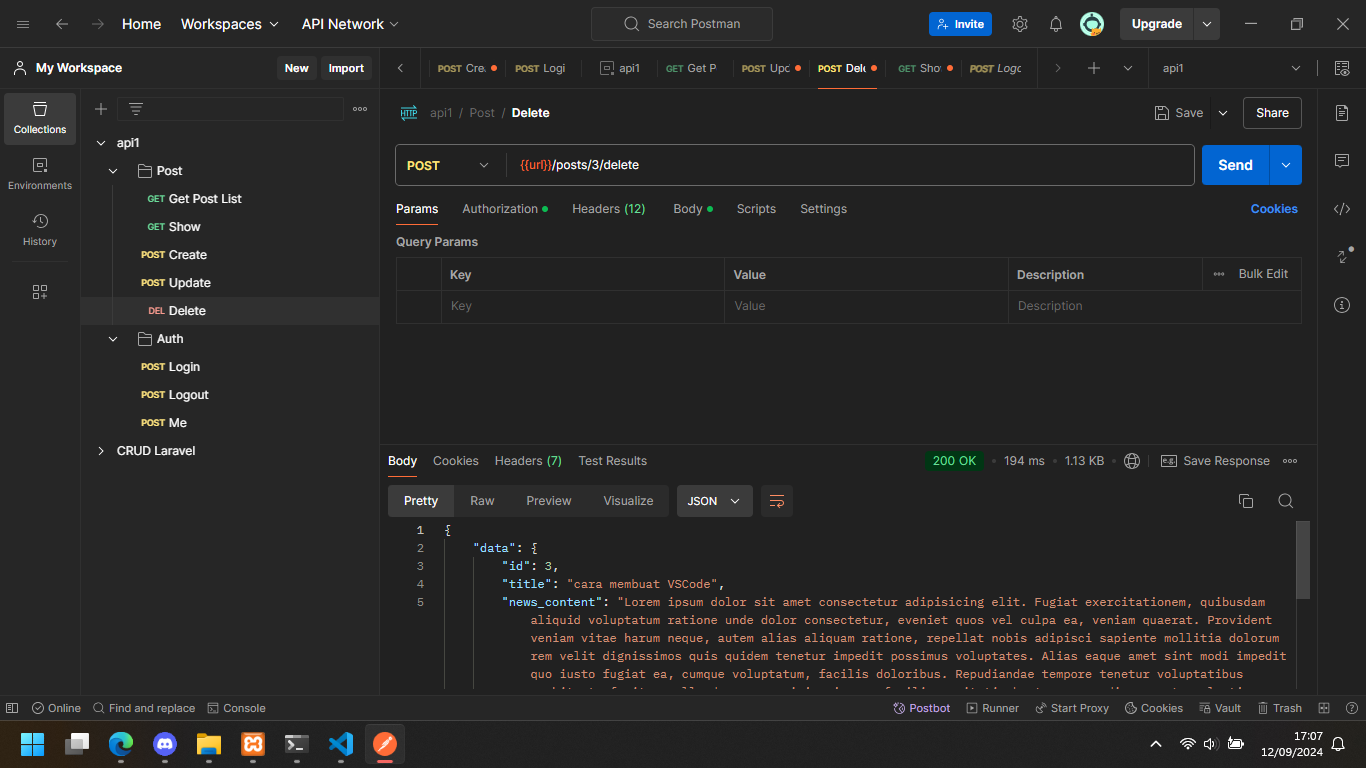 Home
Workspaces
API Network
Search Postman
Invite
Upgrade
My Workspace
New
Import
POST Cre
POST Logi
api1
GET Get P
POST Upd
POST Dele
GET Sho
POST Logo
api1
Collections
Environments
History
api1
Post
GET Get Post List
GET Show
POST Create
POST Update
DEL Delete
Auth
POST Login
POST Logout
POST Me
CRUD Laravel
HTTP api1 / Post / Delete
Save
Share
POST
{{url}}/posts/3/delete
Send
Params
Authorization
Headers (12)
Body
Scripts
Settings
Cookies
Query Params
Key Value Description Bulk Edit
Key Value Description
Body
Cookies
Headers (7)
Test Results
200 OK
194 ms
1.13 KB
e.g.
Save Response
Pretty
Raw
Preview
Visualize
JSON
1 {
2 "data": {
3 "id": 3,
4 "title": "cara membuat VSCode",
5 "news_content": "Lorem ipsum dolor sit amet consectetur adipisicing elit. Fugiat exercitationem, quibusdam
aliquid voluptatum ratione unde dolor consectetur, eveniet quos vel culpa ea, veniam quaerat. Provident
veniam vitae harum neque, autem alias aliquam ratione, repellat nobis adipisci sapiente mollitia dolorum
rem velit dignissimos quis quidem tenetur impedit possimus voluptates. Alias eaque amet sint modi impedit
quo iusto fugiat ea, cumque voluptatum, facilis doloribus. Repudiandae tempore tenetur voluptatibus
Online
Find and replace
Console
Postbot
Runner
Start Proxy
Cookies
Vault
Trash
17:07
12/09/2024